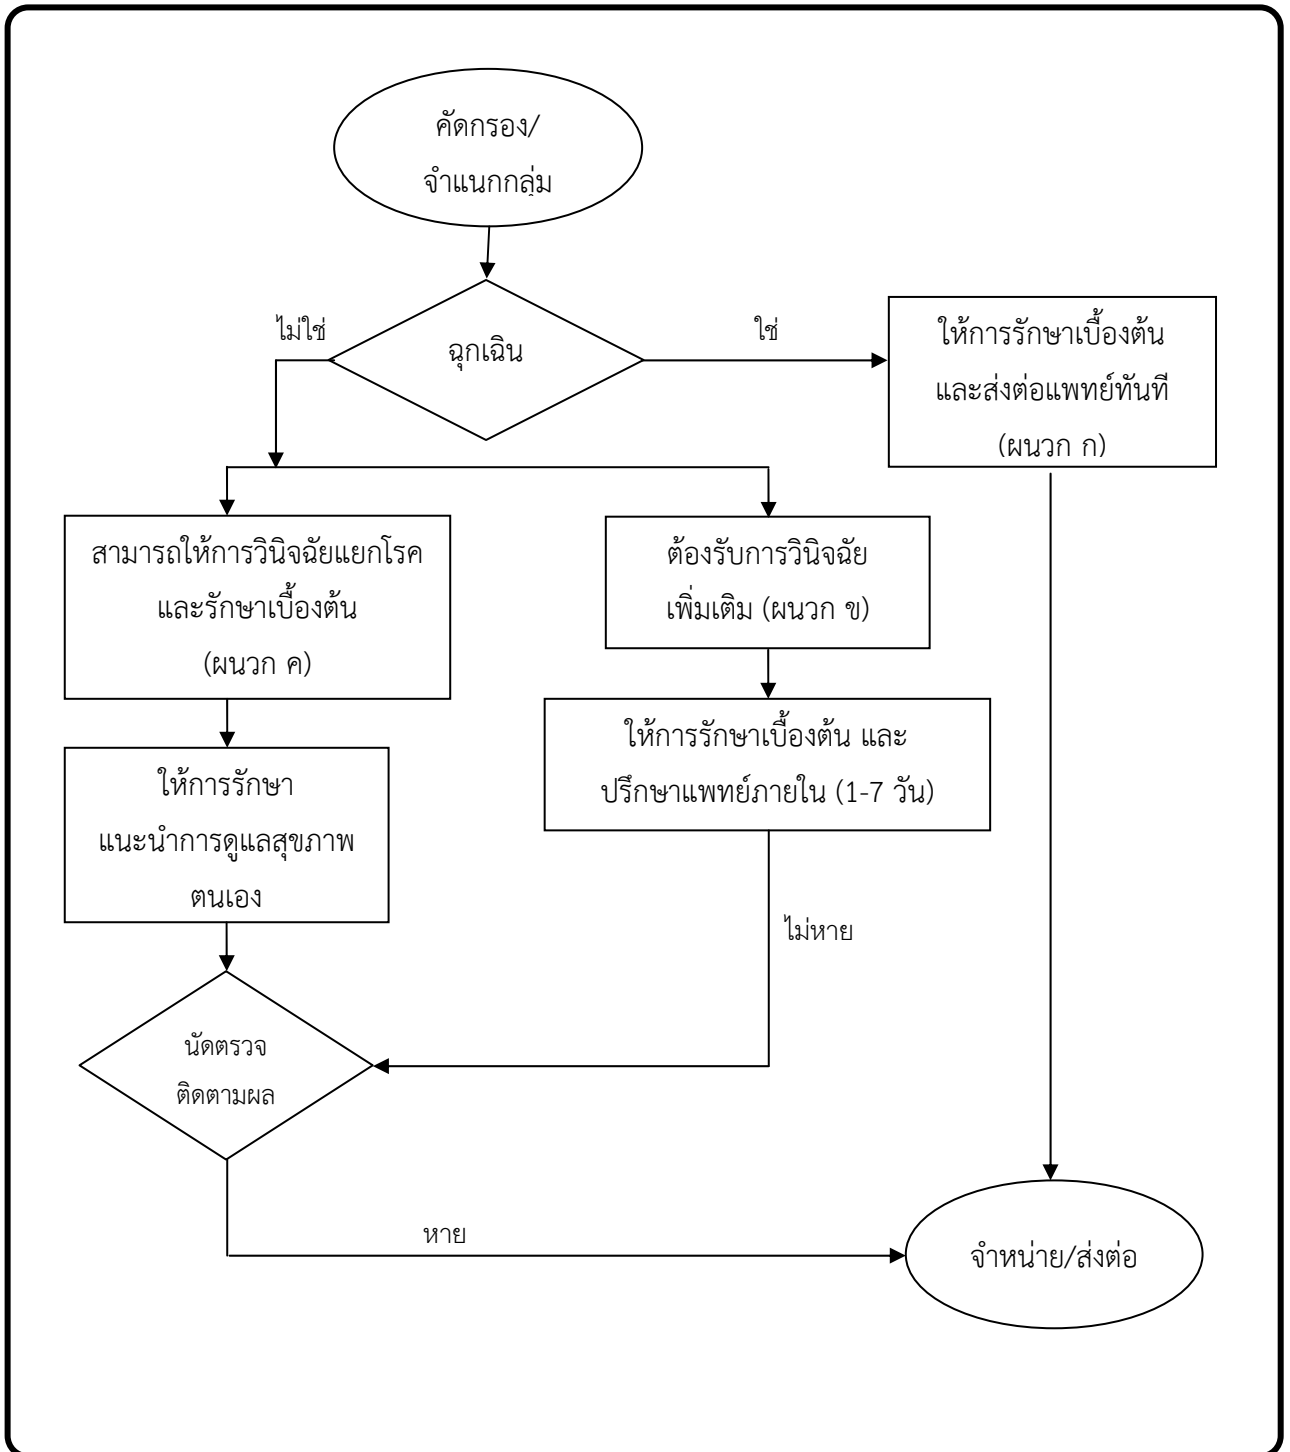 คัดกรอง/
จำแนกกลุ่ม
ไม่ใช่
ฉุกเฉิน
ใช่
ให้การรักษาเบื้องต้น
และส่งต่อแพทย์ทันที
(ผนวก ก)
สามารถให้การวินิจฉัยแยกโรค
และรักษาเบื้องต้น
(ผนวก ค)
ต้องรับการวินิจฉัย
เพิ่มเติม (ผนวก ข)
ให้การรักษาเบื้องต้น และ
ปรึกษาแพทย์ภายใน (1-7 วัน)
ให้การรักษา
แนะนำการดูแลสุขภาพ
ตนเอง
ไม่หาย
นัดตรวจ
ติดตามผล
หาย
จำหน่าย/ส่งต่อ